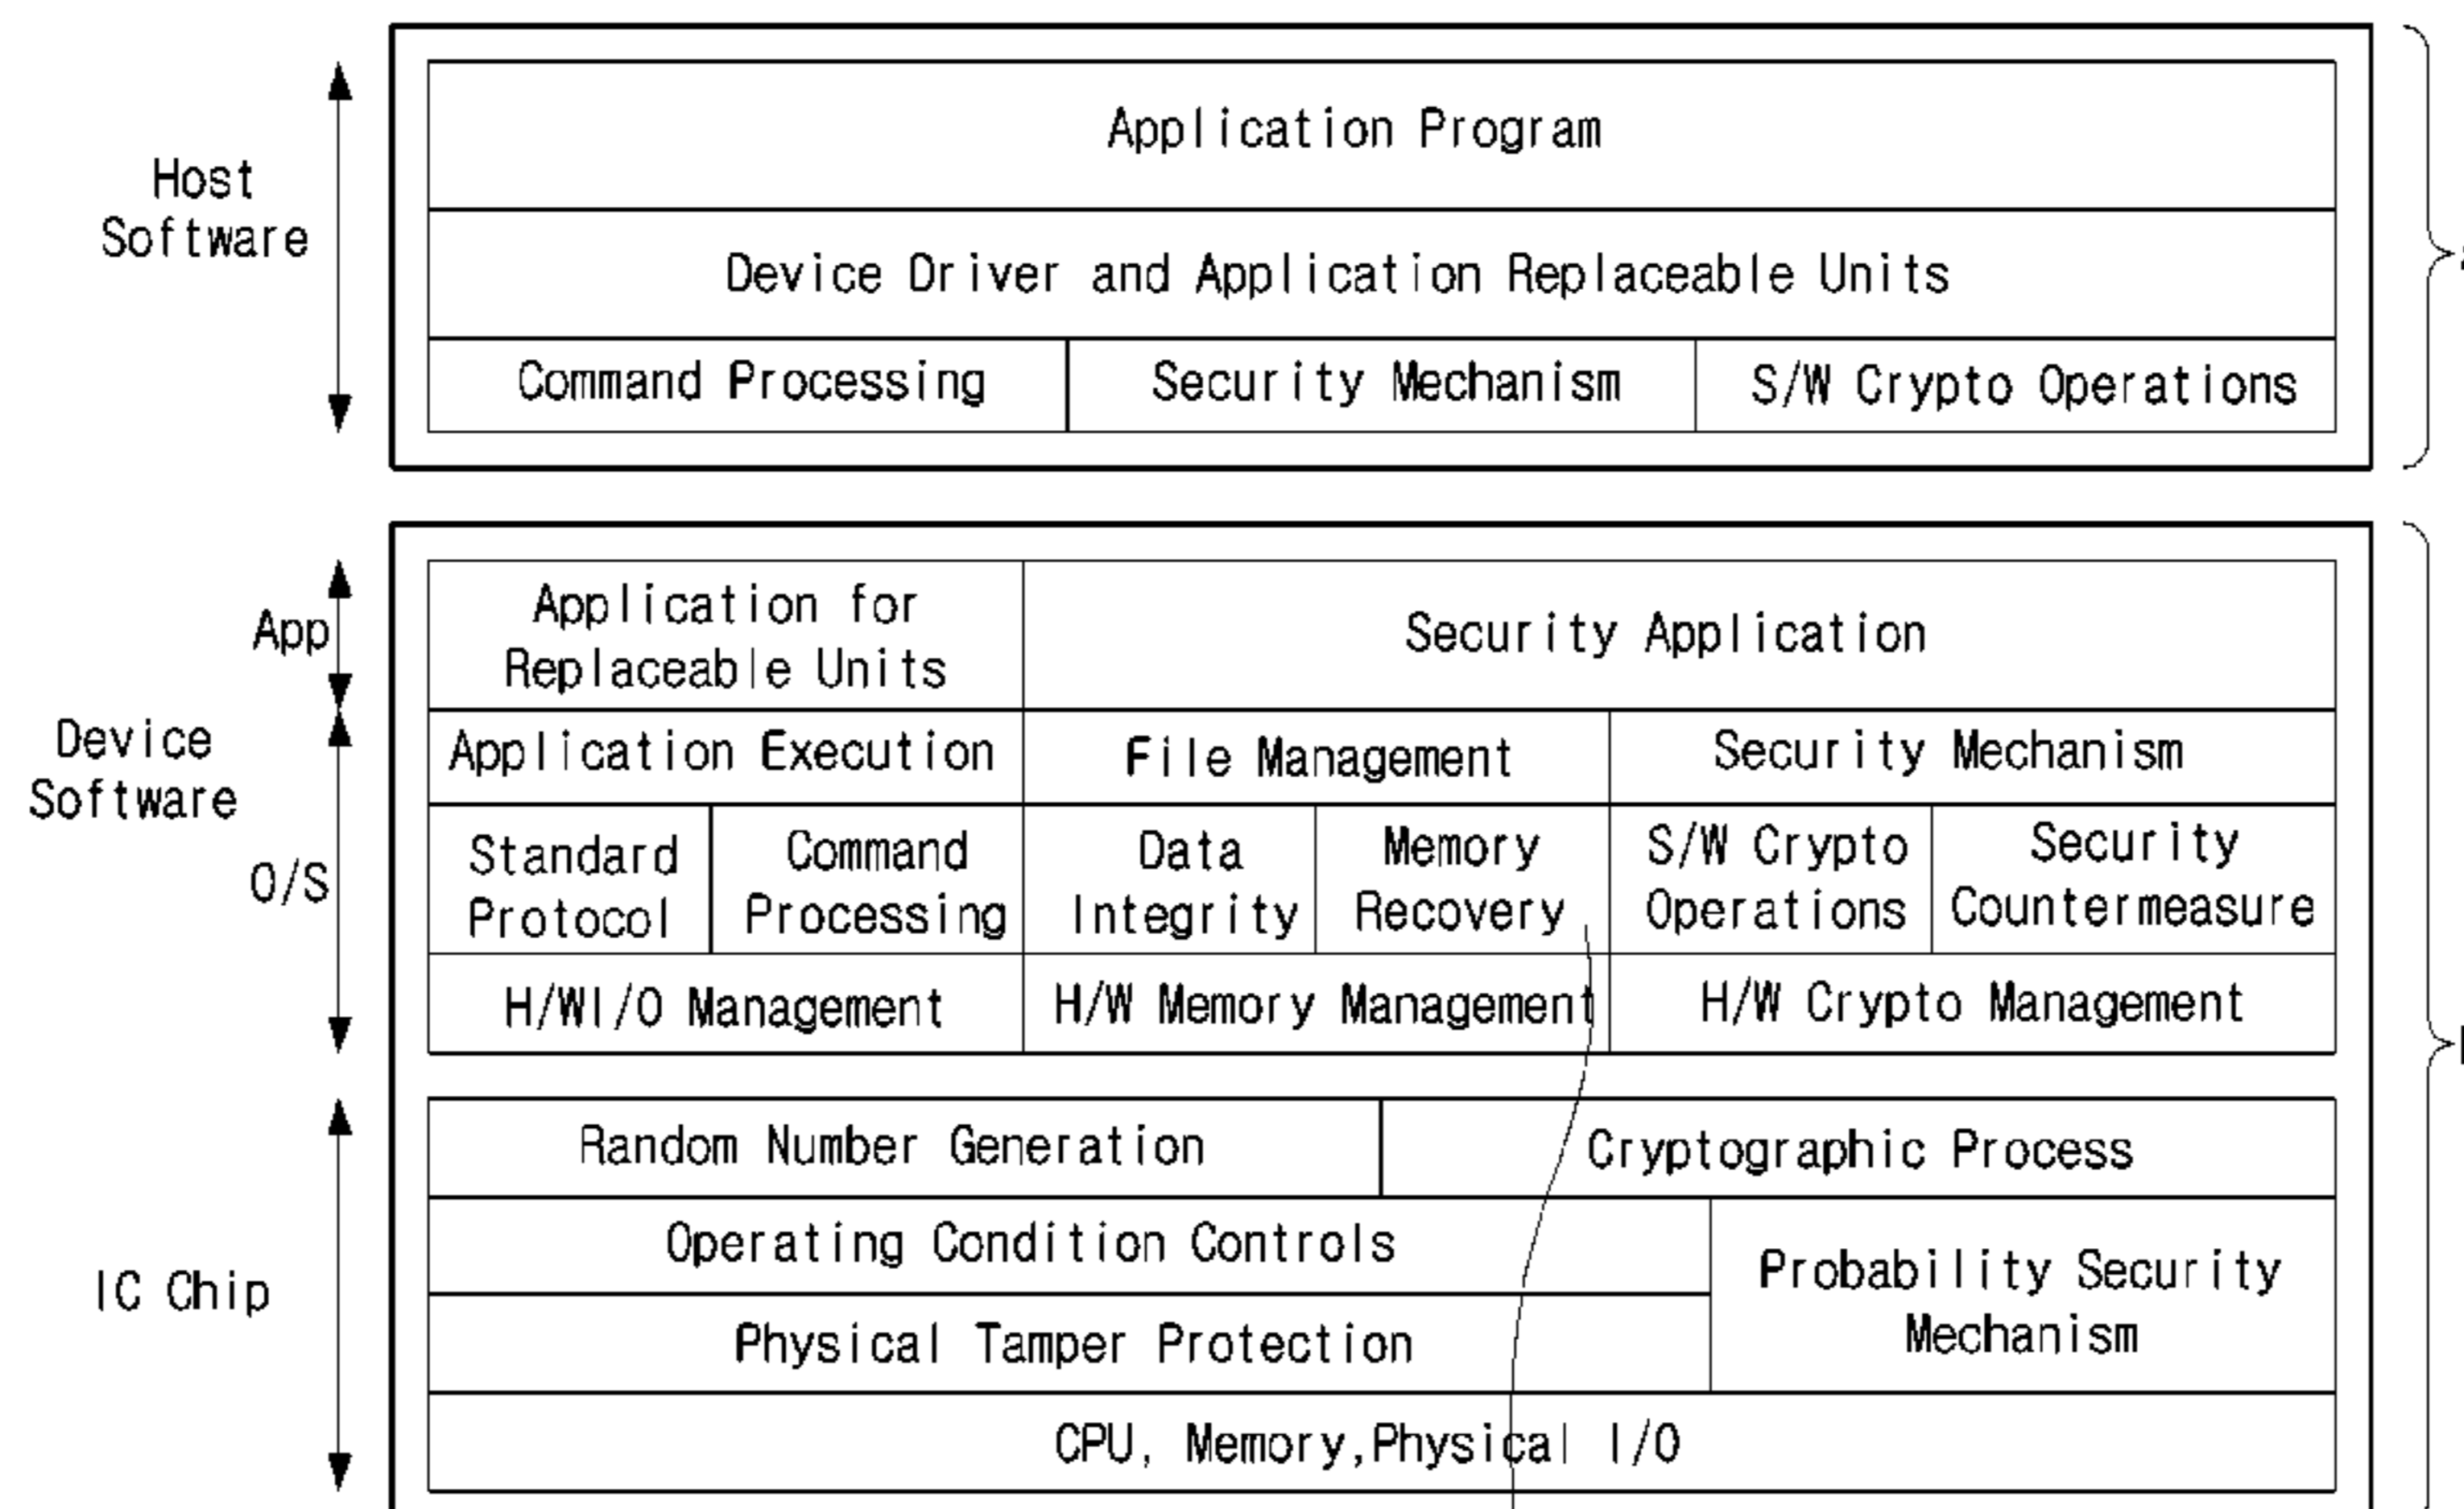 Application Program
Host
Software
Device Driver and Application Replaceable Units
Command Processing
Security Mechanism
S/W Crypto Operations
App
Application for
Replaceable Units
Security Application
Device
Software
O/S
Application Execution
File Management
Security Mechanism
Standard
Protocol
Command
Processing
Data
Integrity
Memory
Recovery
S/W Crypto
Operations
Security
Countermeasure
H/WI/O Management
H/W Memory Management
H/W Crypto Management
IC Chip
Random Number Generation
Cryptographic Process
Operating Condition Controls
Probability Security
Mechanism
Physical Tamper Protection
CPU, Memory,Physical I/O